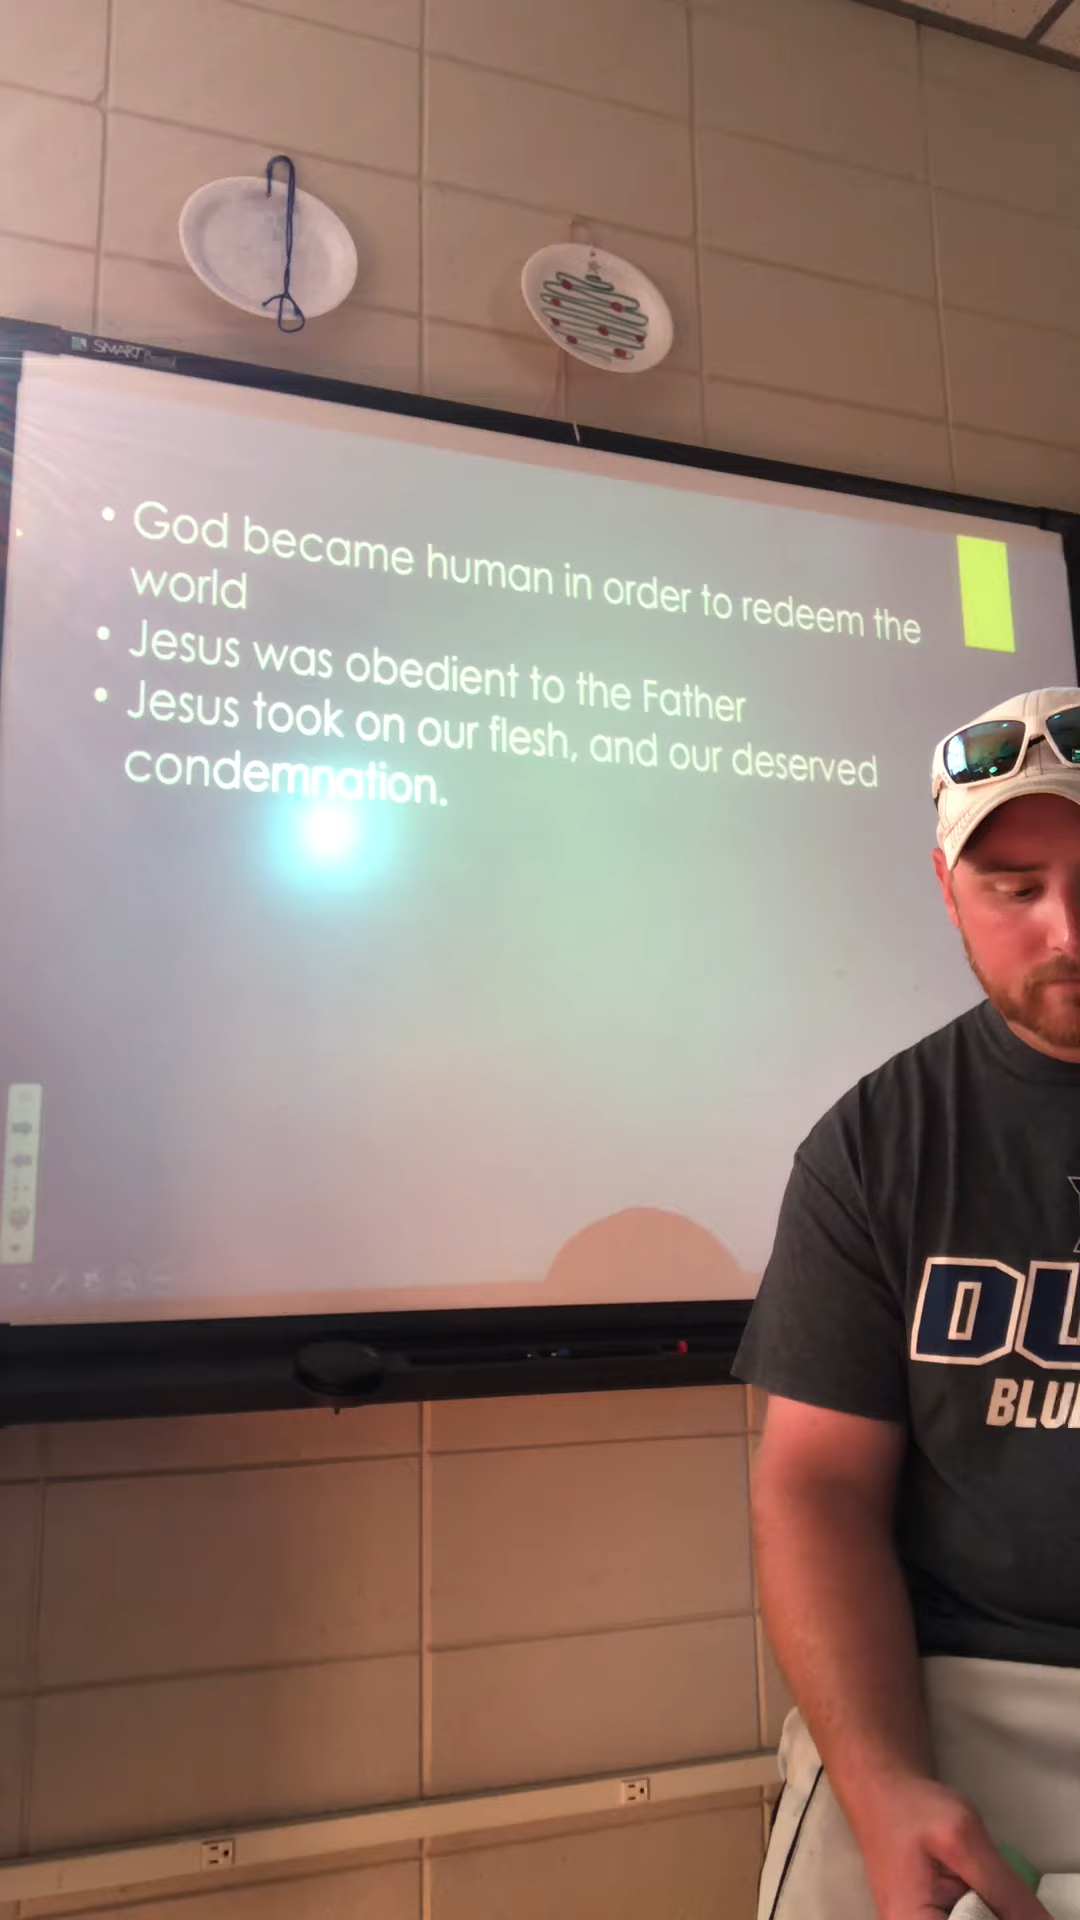 SMART
• God became human in order to redeem the
world
• Jesus was obedient to the Father
• Jesus took on our flesh, and our deserved
condemnation.
DU
BLU